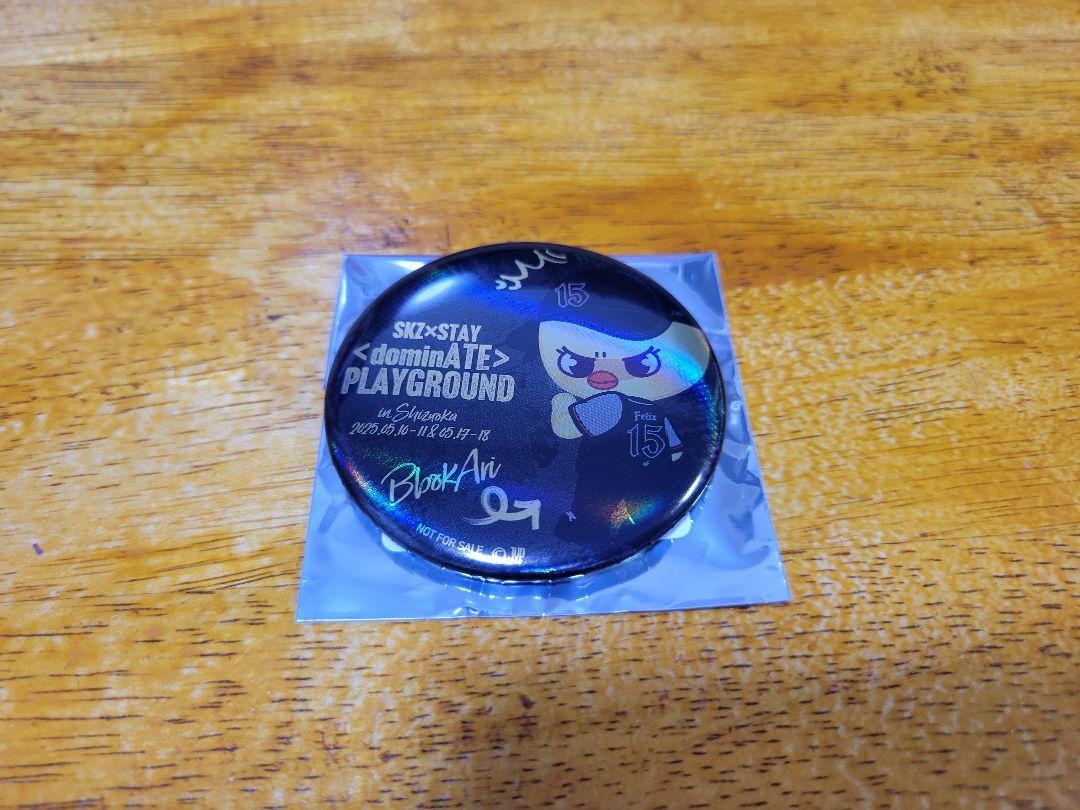 15
SKZ×STAY
<dominATE>
PLAYGROUND
in Shizuoka
2025.05.10-11 & 05.17-18
BbokAri
Felix
15
NOT FOR SALE ©JYP